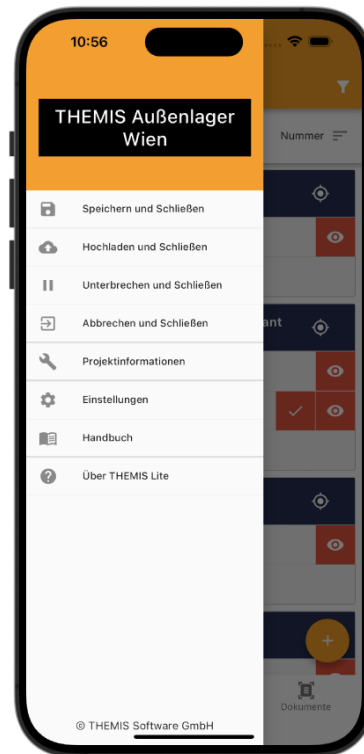 10:56
THEMIS Außenlager
Wien
Nummer
Speichern und Schließen
Hochladen und Schließen
Unterbrechen und Schließen
ant
Abbrechen und Schließen
Projektinformationen
Einstellungen
Handbuch
Über THEMIS Lite
Dokumente
© THEMIS Software GmbH